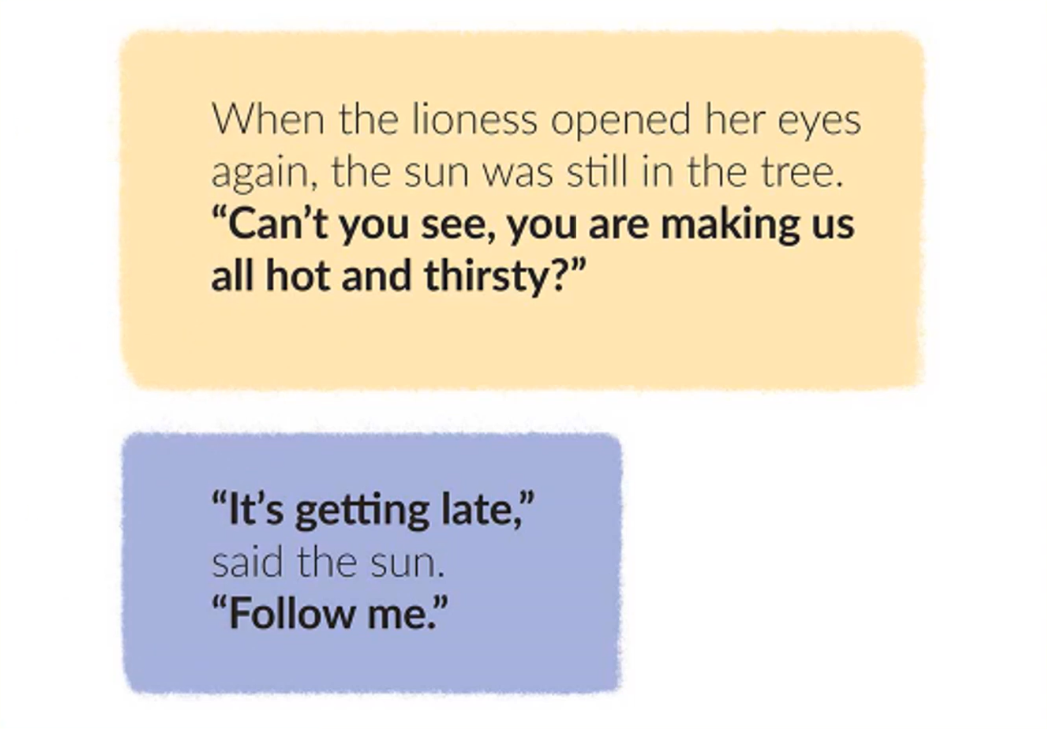 When the lioness opened her eyes
again, the sun was still in the tree.
“Can’t you see, you are making us
all hot and thirsty?”
“It’s getting late,”
said the sun.
“Follow me.”